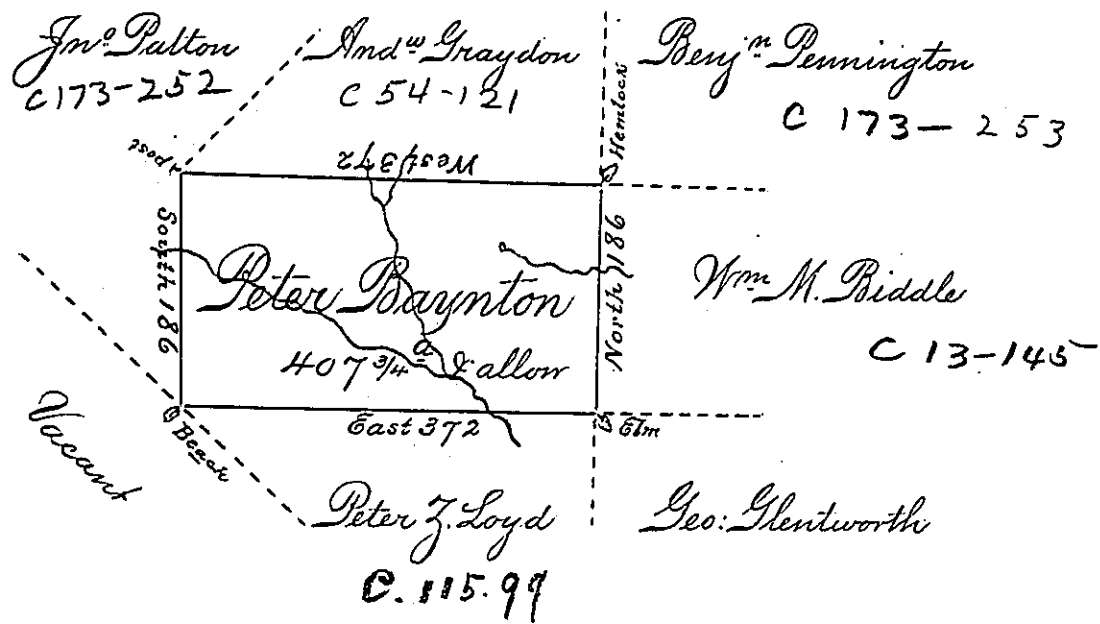 Jnº Patton
C 173-252
Andʷ Graydon
C 54-121
Benjⁿ Pennington
C 173-253
post
West 372
Hemlock
South 186
Peter Baynton
407 3/4 a & allow
North 186
Wm M. Biddle
C 13-145
East 372
Beach
Elm
Vacant
Peter Z. Loyd
C. 115.97
Geo: Glentworth